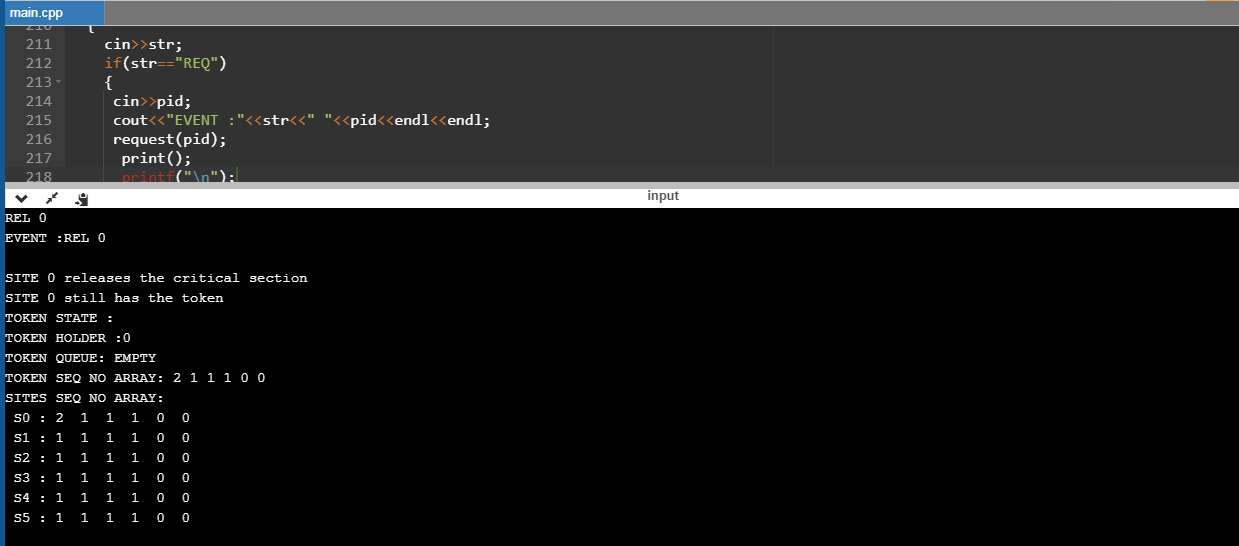 main.cpp
210 {
211 cin>>str;
212 if(str=="REQ")
213 {
214 cin>>pid;
215 cout<<"EVENT :"<<str<<" "<<pid<<endl<<endl;
216 request(pid);
217 print();
218 printf("\n");
input
REL 0
EVENT :REL 0
SITE 0 releases the critical section
SITE 0 still has the token
TOKEN STATE :
TOKEN HOLDER :0
TOKEN QUEUE: EMPTY
TOKEN SEQ NO ARRAY: 2 1 1 1 0 0
SITES SEQ NO ARRAY:
S0 : 2 1 1 1 0 0
S1 : 1 1 1 1 0 0
S2 : 1 1 1 1 0 0
S3 : 1 1 1 1 0 0
S4 : 1 1 1 1 0 0
S5 : 1 1 1 1 0 0